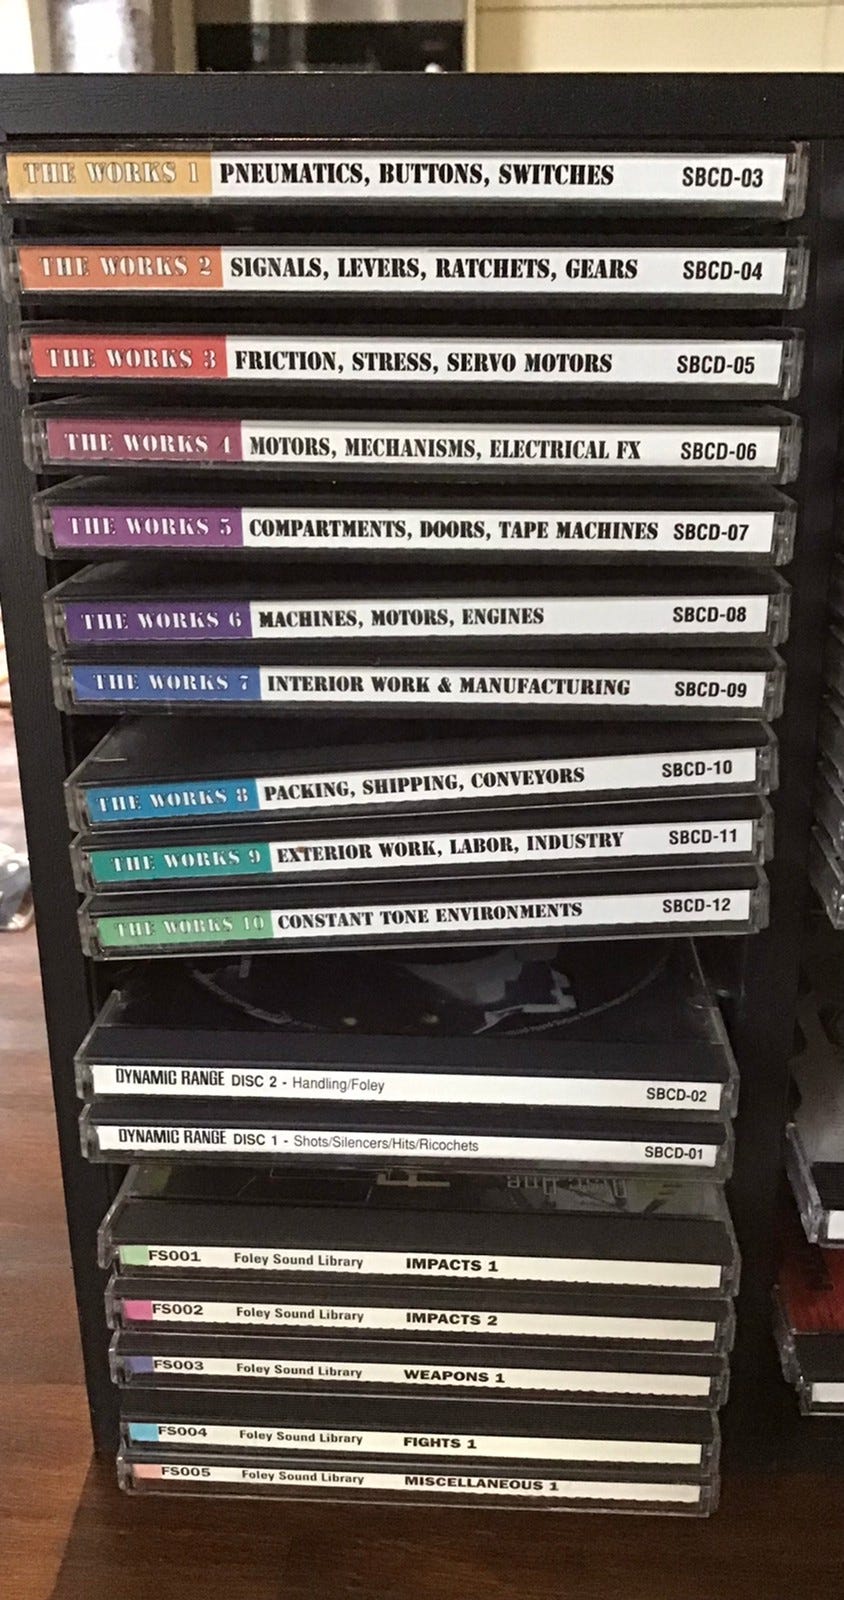 THE WORKS 1 PNEUMATICS, BUTTONS, SWITCHES SBCD-03
THE WORKS 2 SIGNALS, LEVERS, RATCHETS, GEARS SBCD-04
THE WORKS 3 FRICTION, STRESS, SERVO MOTORS SBCD-05
THE WORKS 4 MOTORS, MECHANISMS, ELECTRICAL FX SBCD-06
THE WORKS 5 COMPARTMENTS, DOORS, TAPE MACHINES SBCD-07
THE WORKS 6 MACHINES, MOTORS, ENGINES SBCD-08
THE WORKS 7 INTERIOR WORK & MANUFACTURING SBCD-09
THE WORKS 8 PACKING, SHIPPING, CONVEYORS SBCD-10
THE WORKS 9 EXTERIOR WORK, LABOR, INDUSTRY SBCD-11
THE WORKS 10 CONSTANT TONE ENVIRONMENTS SBCD-12
DYNAMIC RANGE DISC 2 - Handling/Foley SBCD-02
DYNAMIC RANGE DISC 1 - Shots/Silencers/Hits/Ricochets SBCD-01
FS001 Foley Sound Library IMPACTS 1
FS002 Foley Sound Library IMPACTS 2
FS003 Foley Sound Library WEAPONS 1
FS004 Foley Sound Library FIGHTS 1
FS005 Foley Sound Library MISCELLANEOUS 1